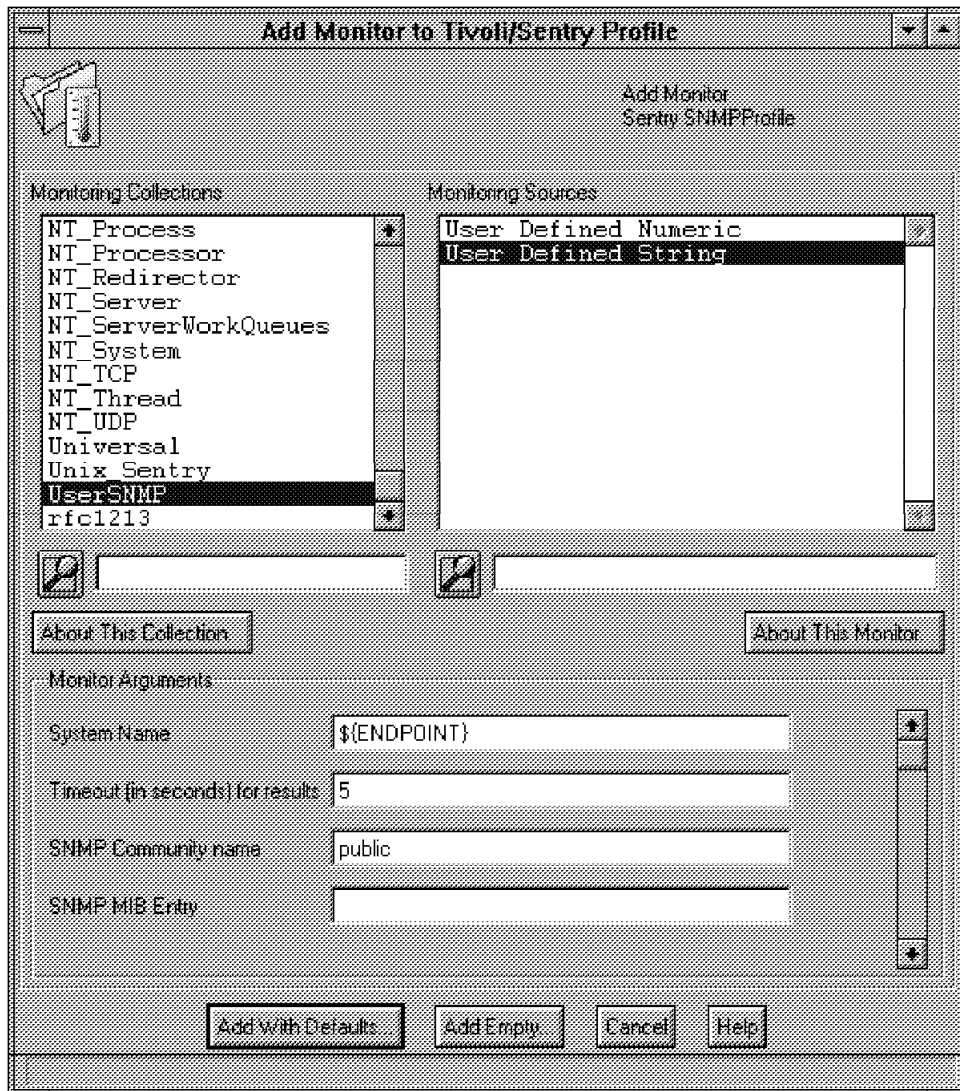 Add Monitor to Tivoli/Sentry Profile
Add Monitor
Sentry SNMPProfile
Monitoring Collections
Monitoring Sources
NT_Process
NT_Processor
NT_Redirector
NT_Server
NT_ServerWorkQueues
NT_System
NT_TCP
NT_Thread
NT_UDP
Universal
Unix_Sentry
UserSNMP
rfc1213
User Defined Numeric
User Defined String
About This Collection
About This Monitor
Monitor Arguments
System Name
${ENDPOINT}
Timeout (in seconds) for results
5
SNMP Community name
public
SNMP MIB Entry
Add With Defaults...
Add Empty...
Cancel
Help